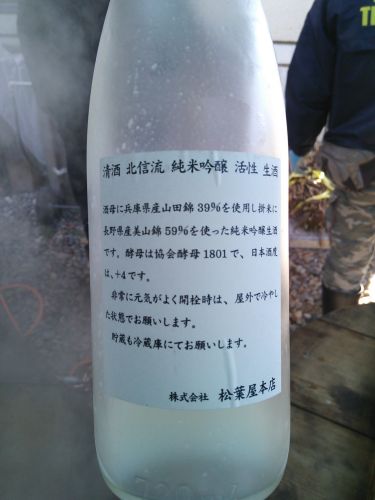 清酒 北信流 純米吟醸 活性 生酒
酒母に兵庫県産山田錦39%を使用し掛米に
長野県産美山錦59%を使った純米吟醸生酒
です。酵母は協会酵母1801で、日本酒度
は、+4です。
非常に元気がよく開栓時は、屋外で冷やし
た状態でお願いします。
貯蔵も冷蔵庫にてお願いします。
株式会社 松葉屋本店